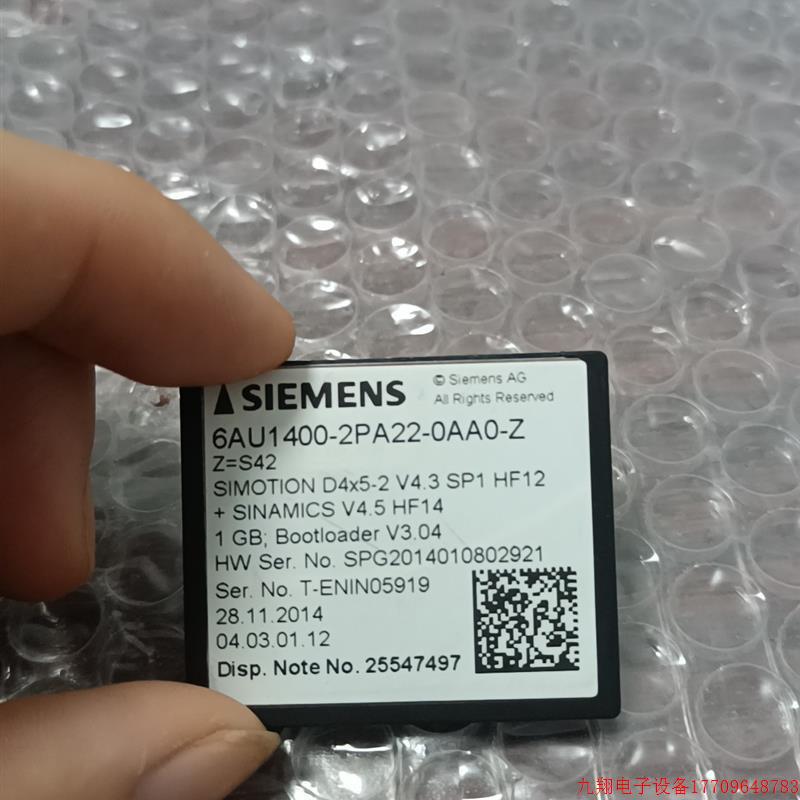 SIEMENS
© Siemens AG
All Rights Reserved
6AU1400-2PA22-0AA0-Z
Z=S42
SIMOTION D4x5-2 V4.3 SP1 HF12
+ SINAMICS V4.5 HF14
1 GB; Bootloader V3.04
HW Ser. No. SPG2014010802921
Ser. No. T-ENIN05919
28.11.2014
04.03.01.12
Disp. Note No. 25547497
九翔电子设备17709648783